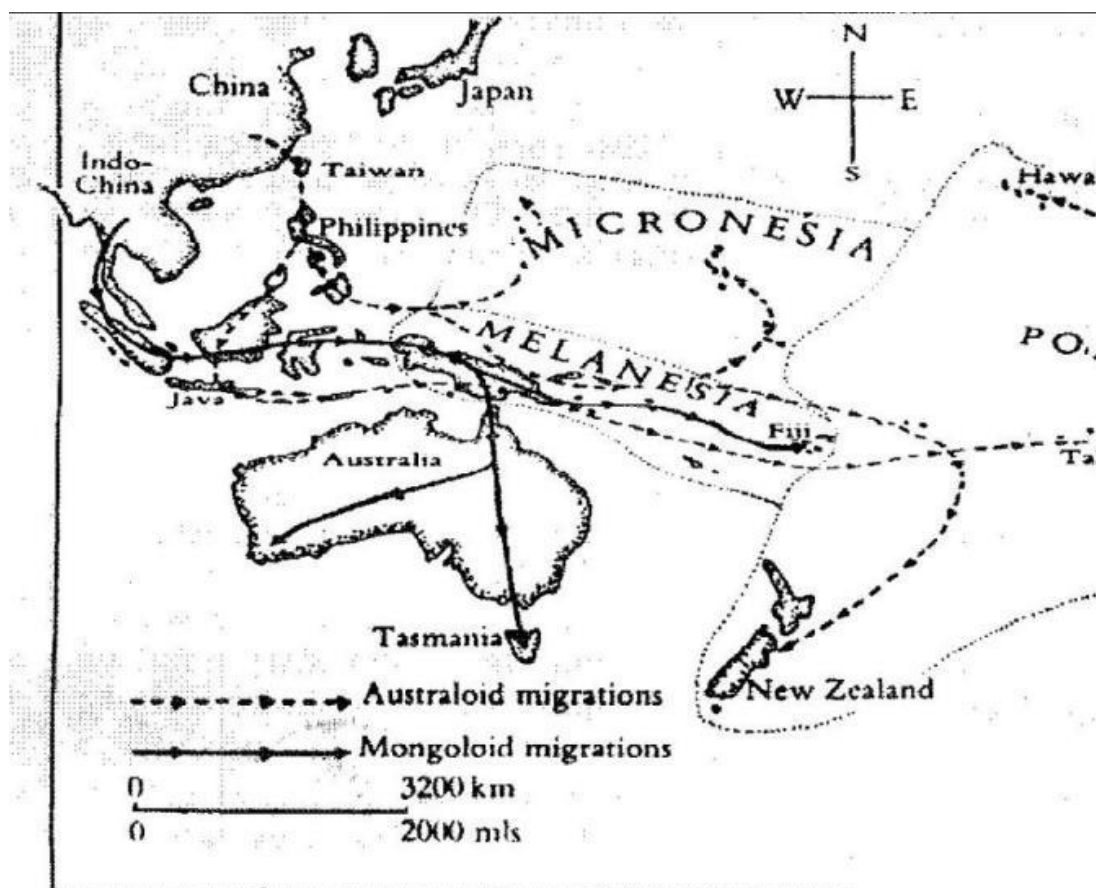 China
Japan
N
W E
S
Indo-
China
Taiwan
Hawa
Philippines
MICRONESIA
MELANESIA
PO
Java
Fiji
Ta
Australia
Tasmania
New Zealand
Australoid migrations
Mongoloid migrations
0 3200 km
0 2000 mls